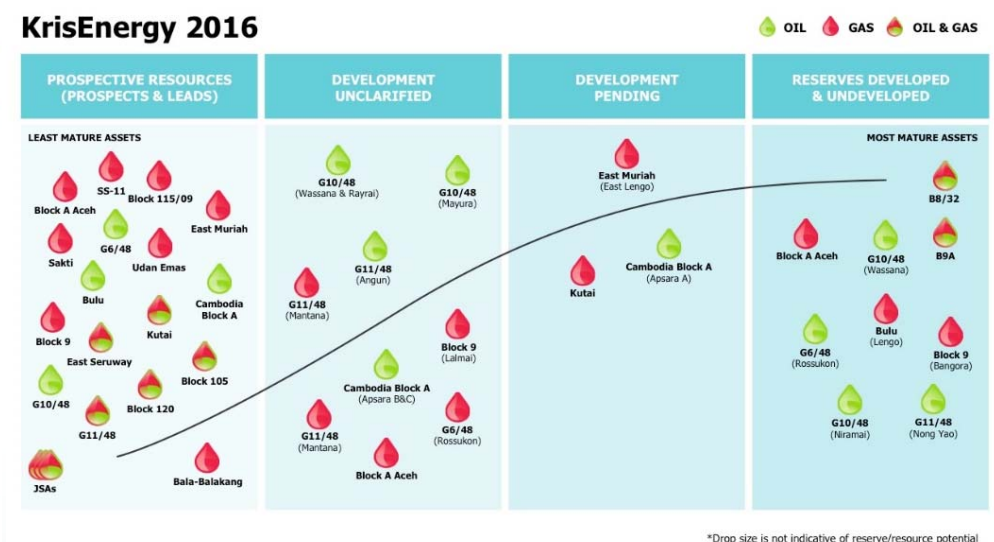 KrisEnergy 2016
OIL
GAS
OIL & GAS
PROSPECTIVE RESOURCES
(PROSPECTS & LEADS)
DEVELOPMENT
UNCLARIFIED
DEVELOPMENT
PENDING
RESERVES DEVELOPED
& UNDEVELOPED
LEAST MATURE ASSETS
SS-11
Block 115/09
Block A Aceh
East Muriah
G6/48
Sakti
Udan Emas
Bulu
Cambodia
Block A
Kutai
Block 9
East Seruway
Block 105
G10/48
Block 120
G11/48
JSAs
Bala-Balakang
G10/48
(Wassana & Rayrai)
G10/48
(Mayura)
G11/48
(Angun)
G11/48
(Mantana)
Block 9
(Lalmai)
Cambodia Block A
(Apsara B&C)
G11/48
(Mantana)
G6/48
(Rossukon)
Block A Aceh
East Muriah
(East Lengo)
Cambodia Block A
(Apsara A)
Kutai
MOST MATURE ASSETS
B8/32
Block A Aceh
G10/48
(Wassana)
B9A
Bulu
(Lengo)
G6/48
(Rossukon)
Block 9
(Bangora)
G10/48
(Niramai)
G11/48
(Nong Yao)
*Drop size is not indicative of reserve/resource potential